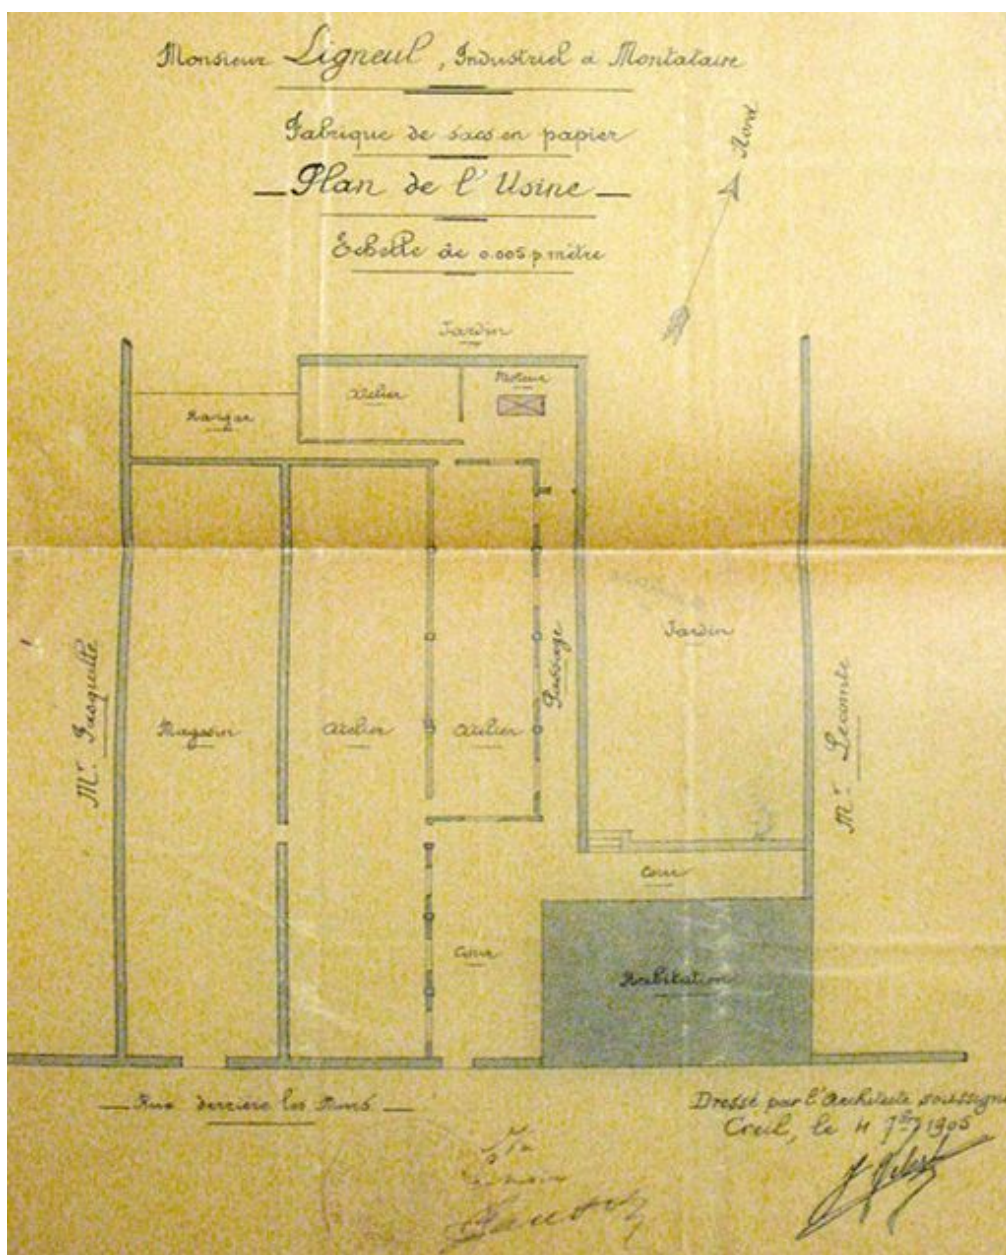 Monsieur Ligneul, Industriel à Montataire
Fabrique de sacs en papier
Plan de l'Usine
Echelle de 0.005 p. mètre
Nord
Jardin
Moteur
Atelier
Hangar
Jardin
Passage
Mr Fasquelle
Magasin
Atelier
Atelier
Mr Lecomte
Cour
Cour
Habitation
Rue derrière les Murs
Dressé par l'Architecte soussigné
Creil, le 1905